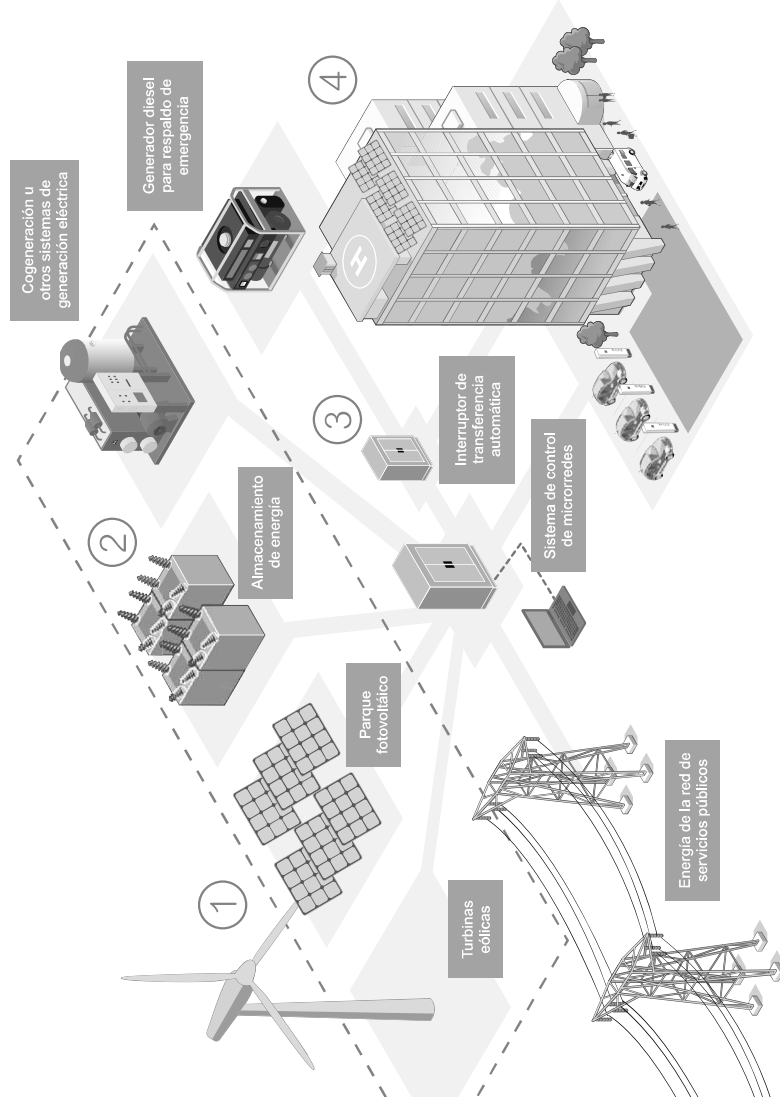 1
Turbinas
eólicas
Parque
fotovoltáico
2
Almacenamiento
de energía
Cogeneración u
otros sistemas de
generación eléctrica
Generador diesel
para respaldo de
emergencia
3
Interruptor de
transferencia
automática
4
H
Sistema de control
de microrredes
Energía de la red de
servicios públicos